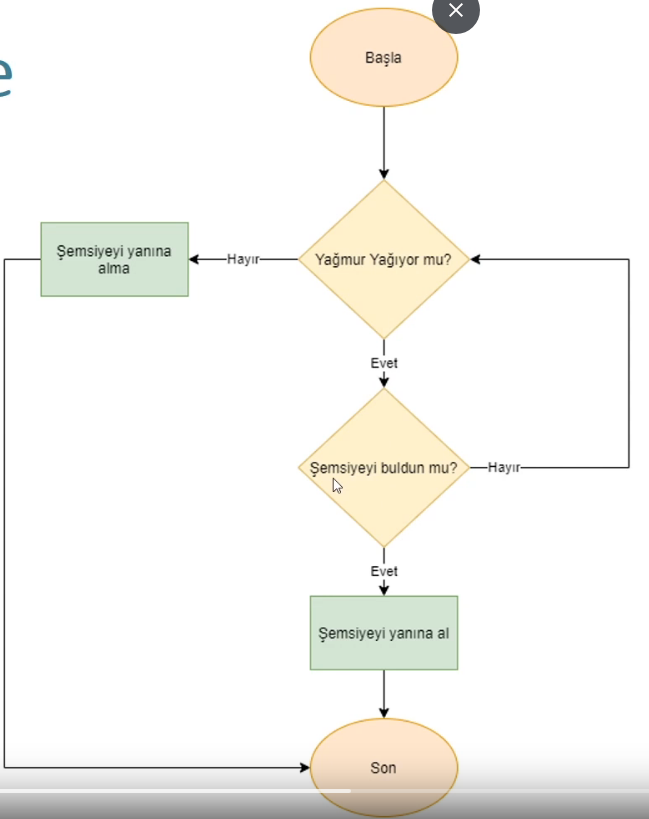 e
Başla
Yağmur Yağıyor mu?
Hayır
Şemsiyeyi yanına
alma
Evet
Şemsiyeyi buldun mu?
Hayır
Evet
Şemsiyeyi yanına al
Son